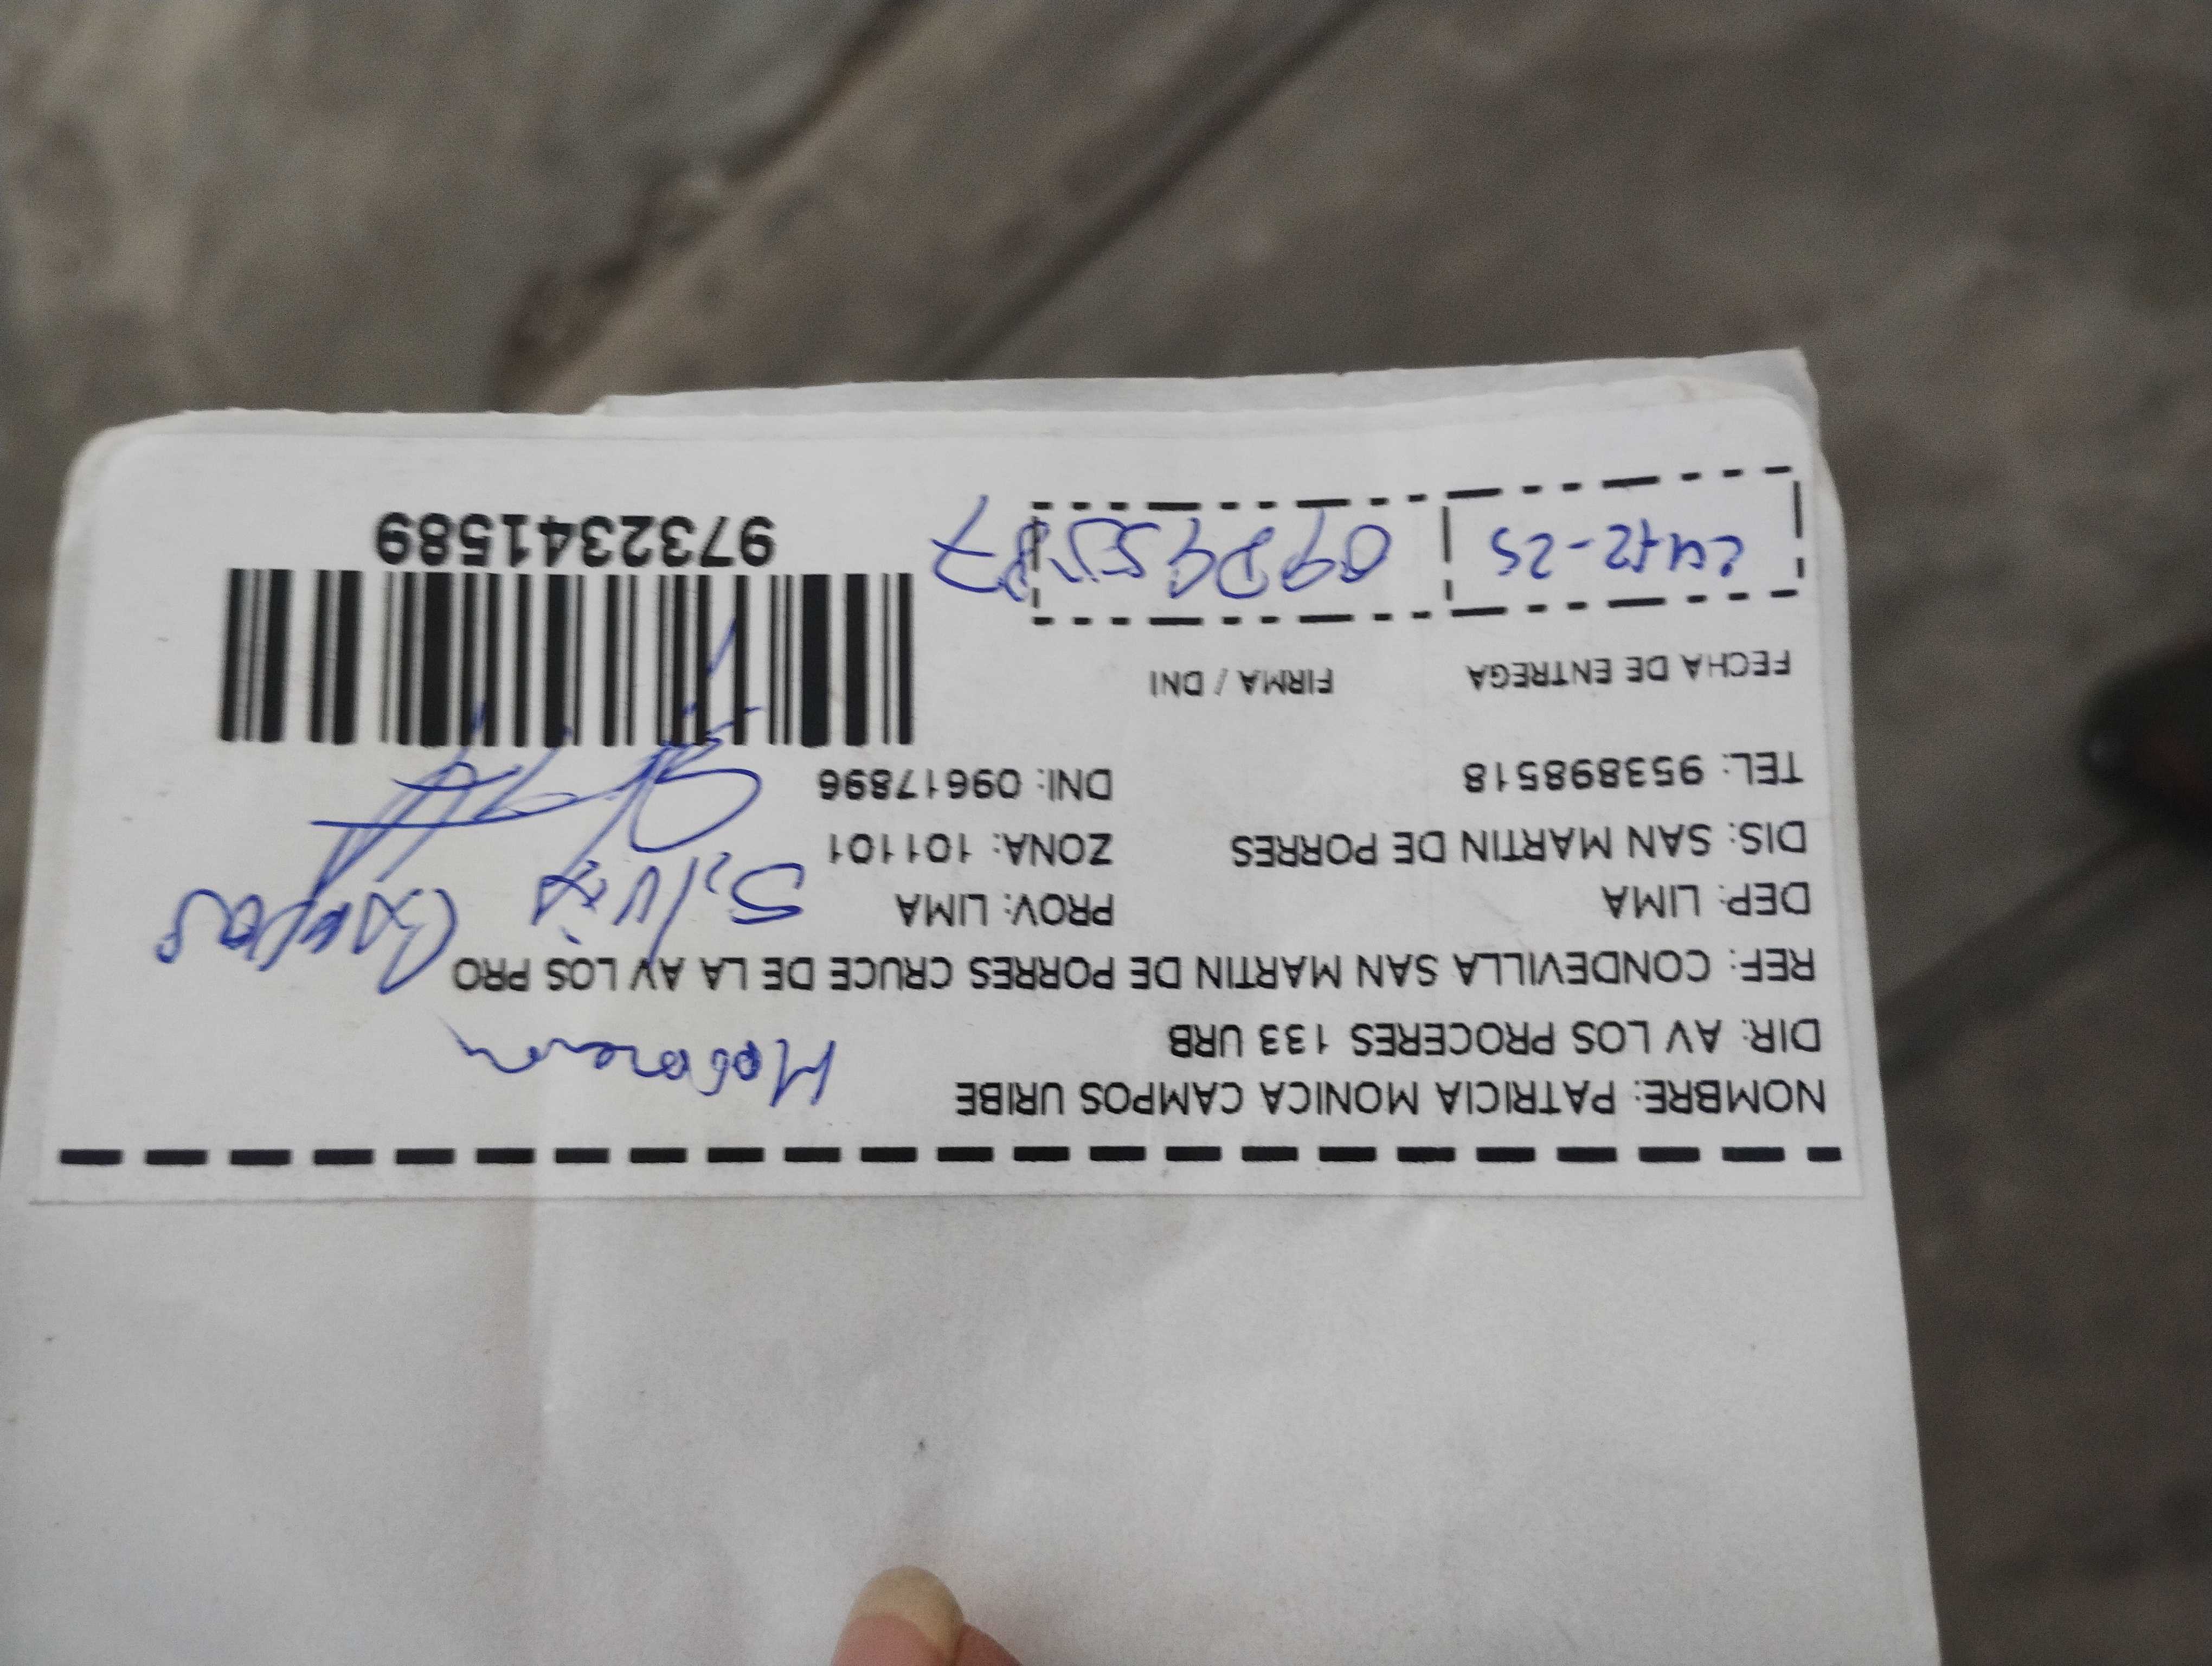 NOMBRE: PATRICIA MONICA CAMPOS URIBE
DIR: AV LOS PROCERES 133 URB
REF: CONDEVILLA SAN MARTIN DE PORRES CRUCE DE LA AV LOS PRO
DEP: LIMA PROV: LIMA
Silvia Campos
DIS: SAN MARTIN DE PORRES ZONA: 101101
TEL: 953898518 DNI: 09617896
FECHA DE ENTREGA FIRMA / DNI
9732341589